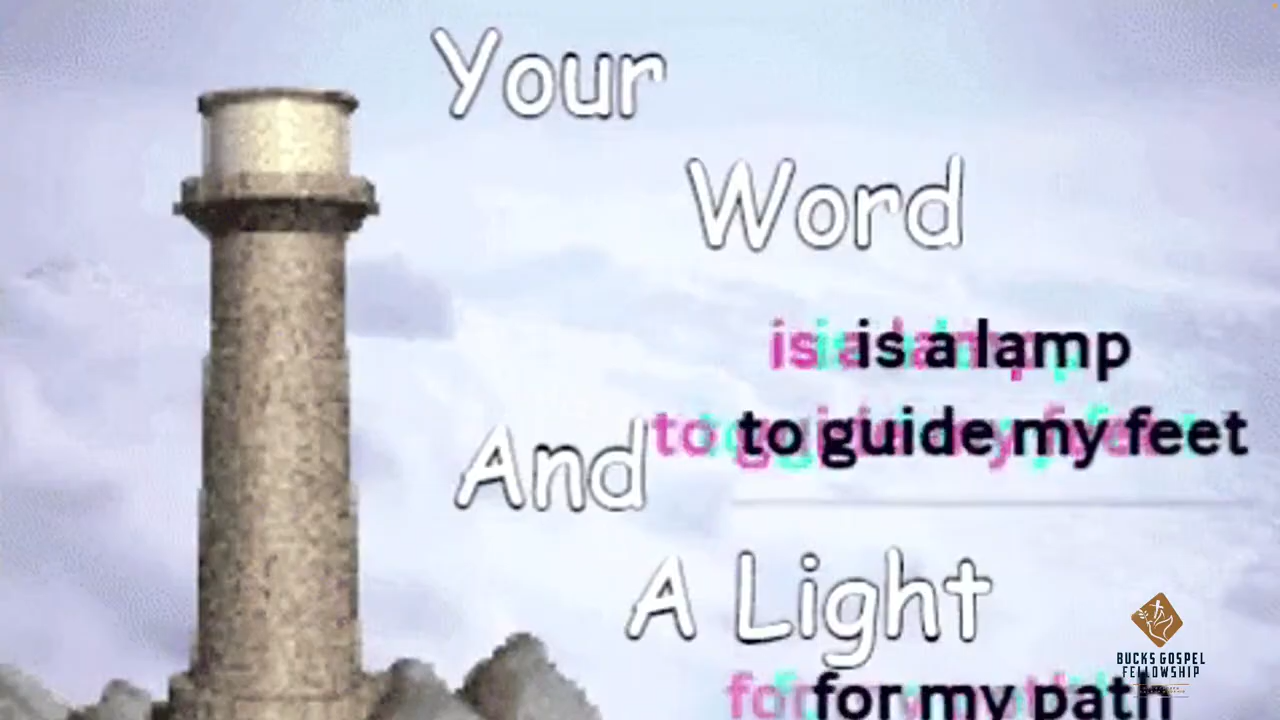 Your
Word
is a lamp
to guide my feet
And
A Light
for my path
BUCKS GOSPEL
FELLOWSHIP